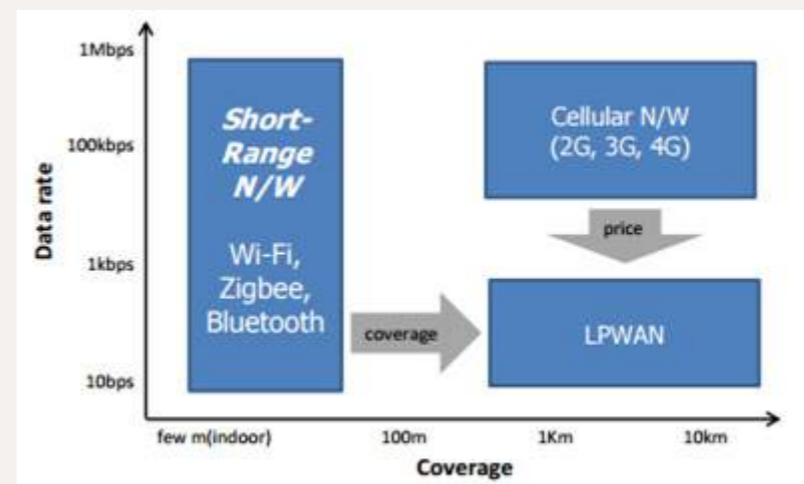 1Mbps
100kbps
1kbps
10bps
Data rate
Short-
Range
N/W
Wi-Fi,
Zigbee,
Bluetooth
Cellular N/W
(2G, 3G, 4G)
price
coverage
LPWAN
few m(indoor)
100m
1Km
10km
Coverage